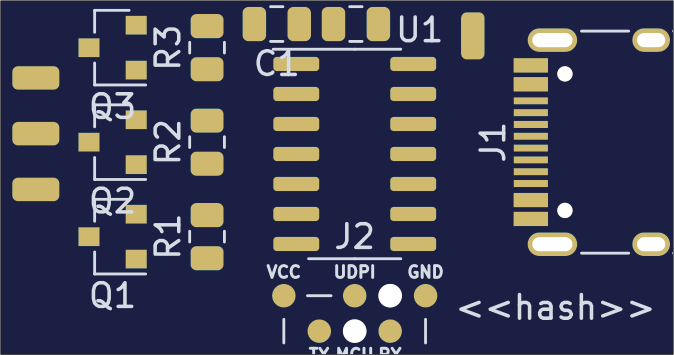 R3
C1
U1
Q3
R2
J1
Q2
R1
J2
Q1
VCC UDPI GND
<<hash>>
TX MCU RX